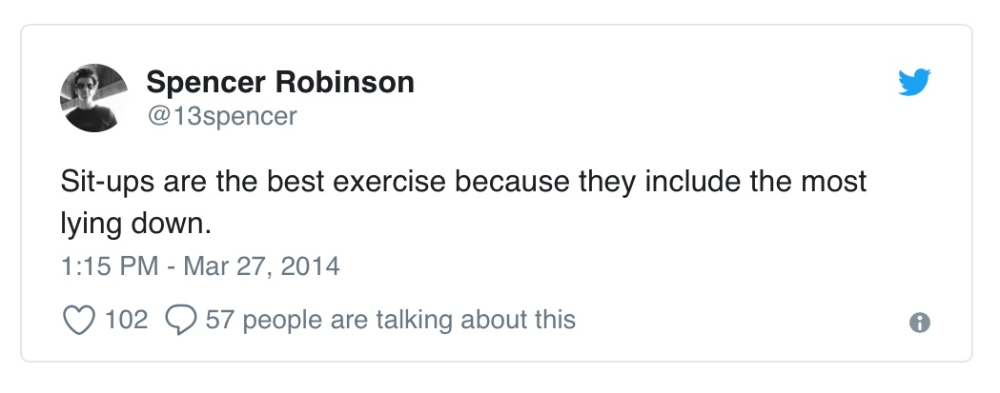 Spencer Robinson
@13spencer
Sit-ups are the best exercise because they include the most
lying down.
1:15 PM - Mar 27, 2014
102 57 people are talking about this